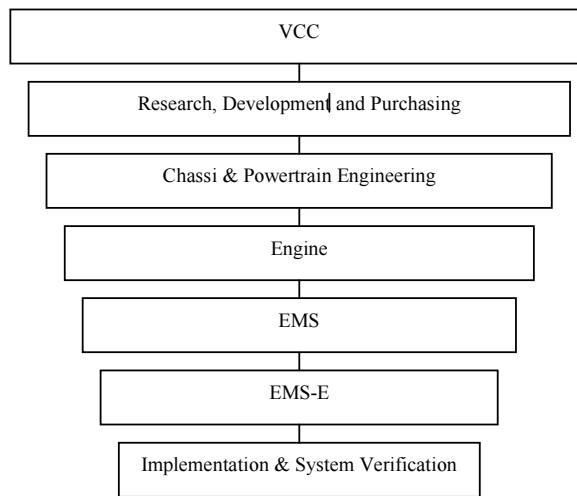 VCC
Research, Development and Purchasing
Chassi & Powertrain Engineering
Engine
EMS
EMS-E
Implementation & System Verification